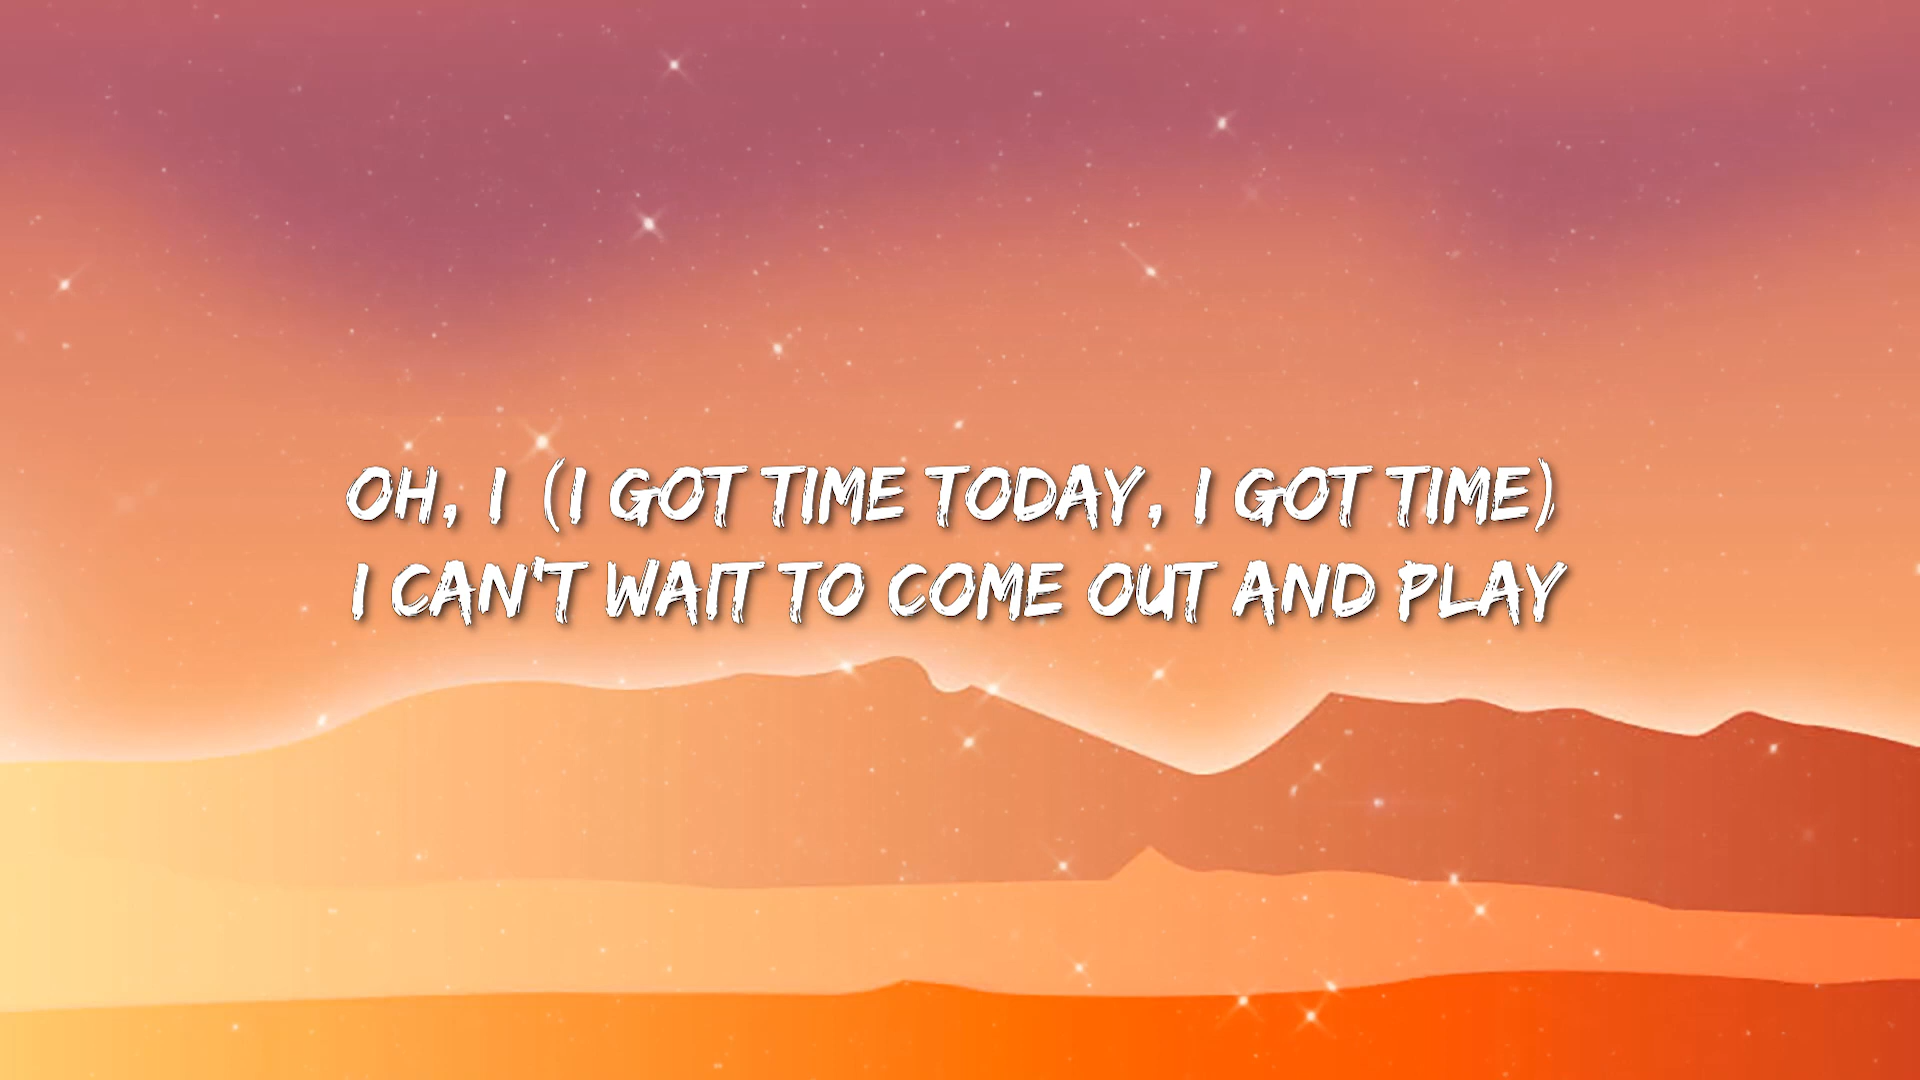 OH, I (I GOT TIME TODAY, I GOT TIME)
I CAN'T WAIT TO COME OUT AND PLAY